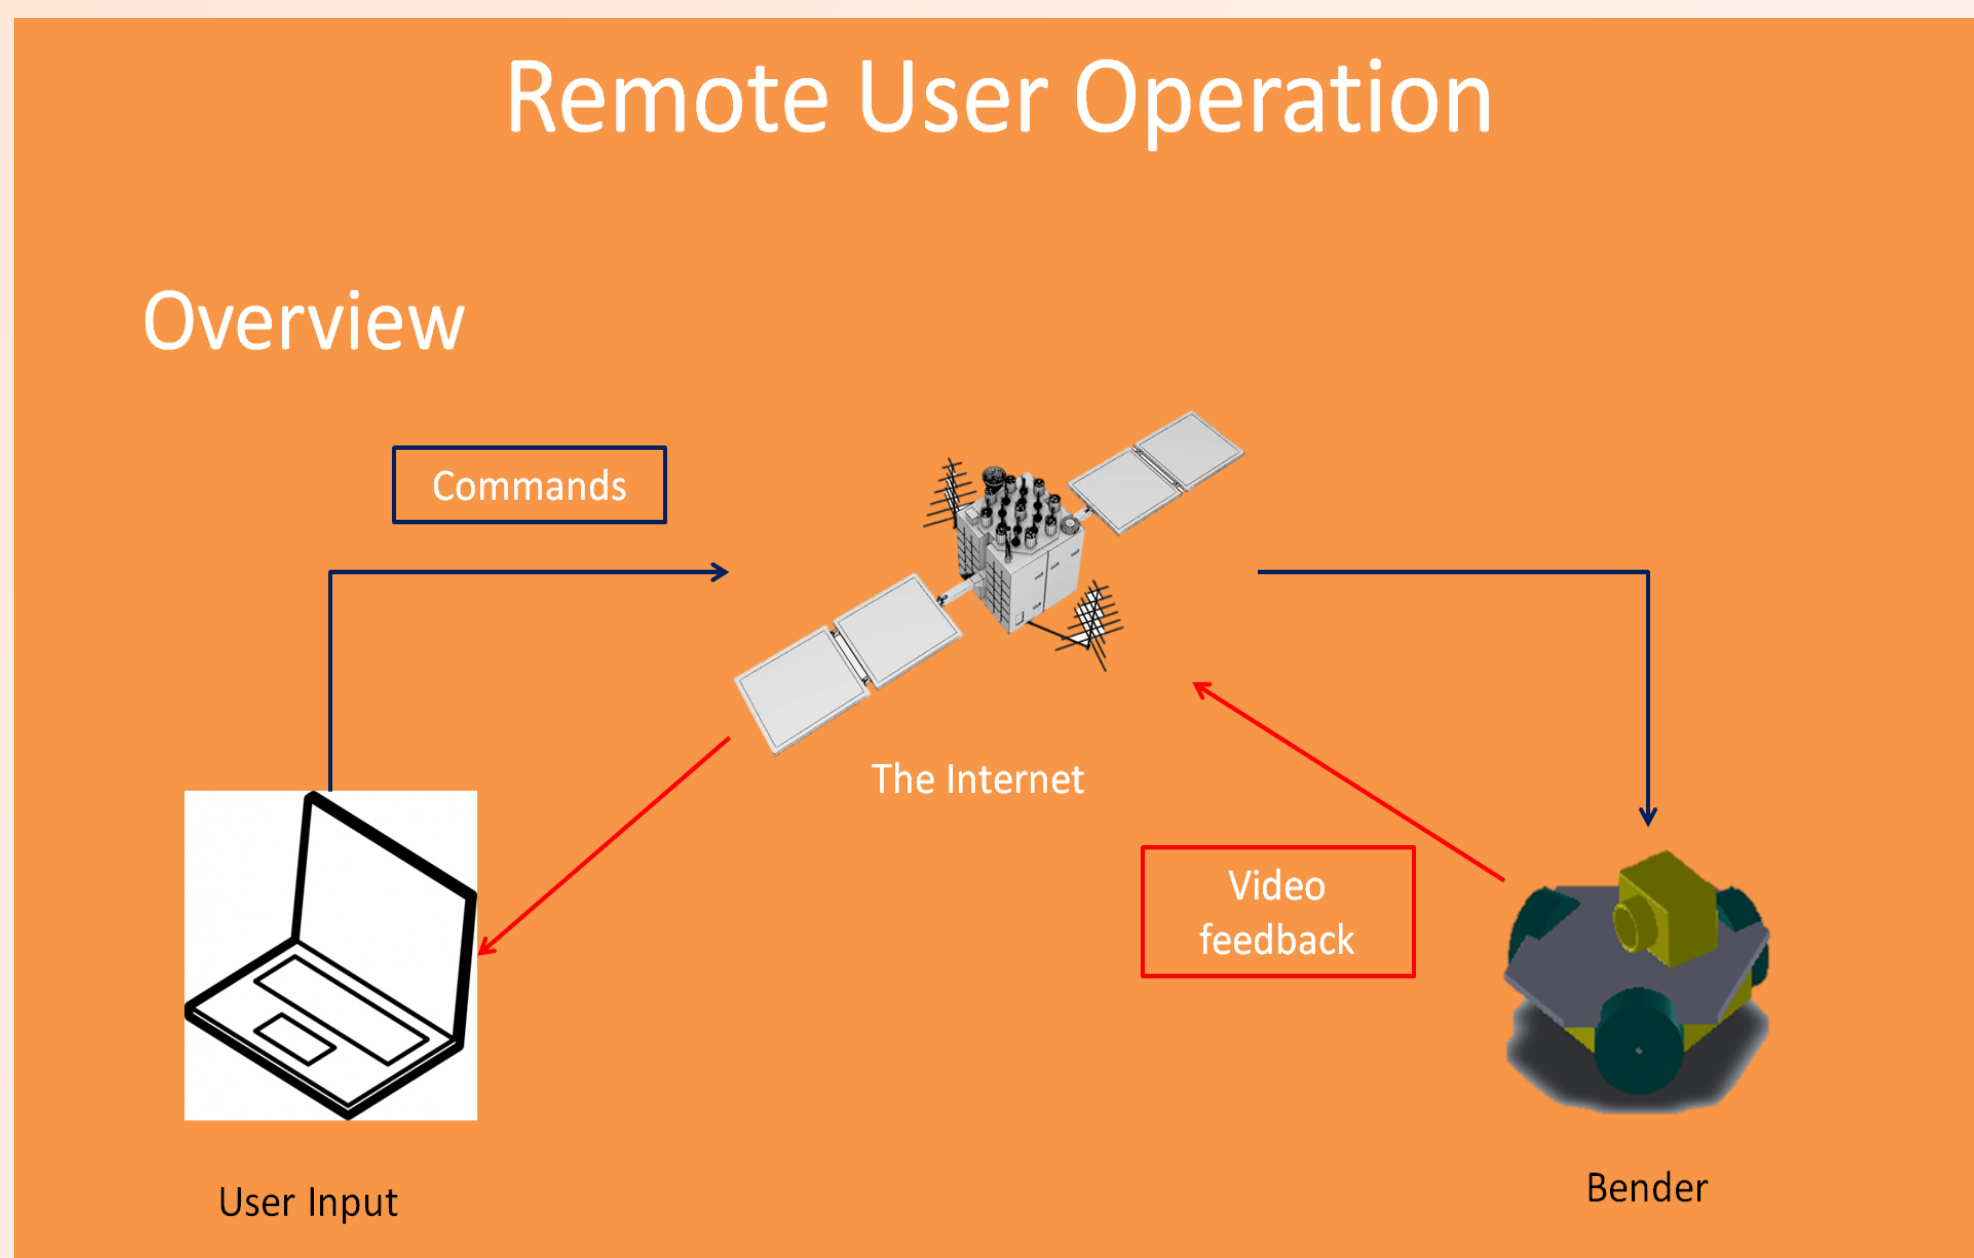 Remote User Operation
Overview
Commands
The Internet
Video
feedback
User Input
Bender